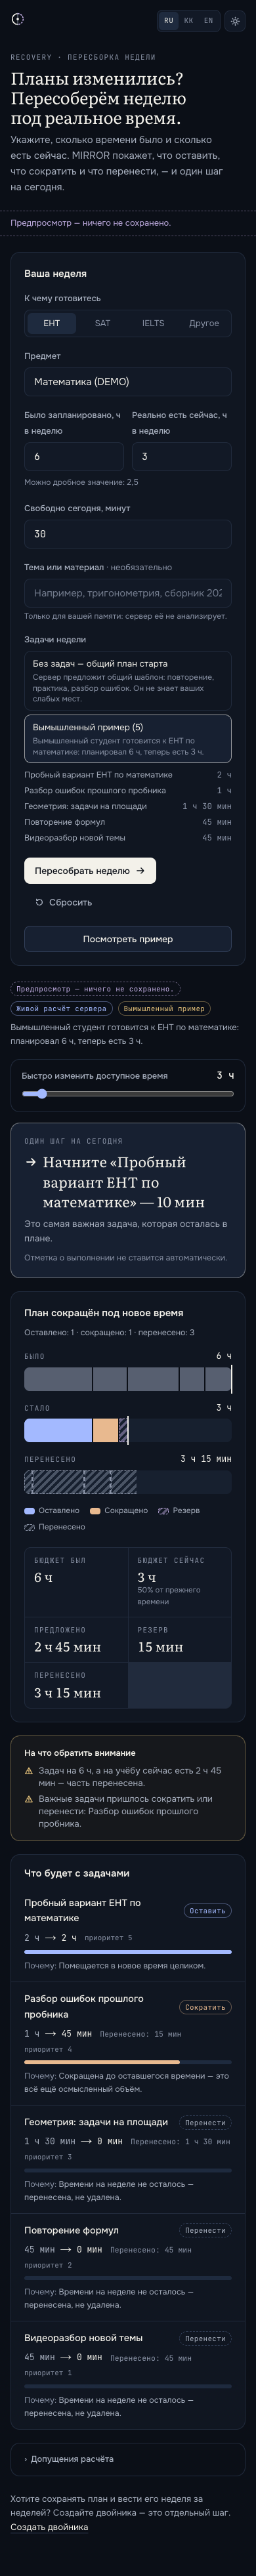 RU KK EN
RECOVERY · ПЕРЕСБОРКА НЕДЕЛИ
Планы изменились?
Пересоберём неделю
под реальное время.
Укажите, сколько времени было и сколько
есть сейчас. MIRROR покажет, что оставить,
что сократить и что перенести, — и один шаг
на сегодня.
Предпросмотр — ничего не сохранено.
Ваша неделя
К чему готовитесь
ЕНТ SAT IELTS Другое
Предмет
Математика (DEMO)
Было запланировано, ч
в неделю
Реально есть сейчас, ч
в неделю
6
3
Можно дробное значение: 2,5
Свободно сегодня, минут
30
Тема или материал · необязательно
Например, тригонометрия, сборник 202
Только для вашей памяти: сервер её не анализирует.
Задачи недели
Без задач — общий план старта
Сервер предложит общий шаблон: повторение,
практика, разбор ошибок. Он не знает ваших
слабых мест.
Вымышленный пример (5)
Вымышленный студент готовится к ЕНТ по
математике: планировал 6 ч, теперь есть 3 ч.
Пробный вариант ЕНТ по математике 2 ч
Разбор ошибок прошлого пробника 1 ч
Геометрия: задачи на площади 1 ч 30 мин
Повторение формул 45 мин
Видеоразбор новой темы 45 мин
Пересобрать неделю →
Сбросить
Посмотреть пример
Предпросмотр — ничего не сохранено.
Живой расчёт сервера Вымышленный пример
Вымышленный студент готовится к ЕНТ по математике:
планировал 6 ч, теперь есть 3 ч.
Быстро изменить доступное время 3 ч
ОДИН ШАГ НА СЕГОДНЯ
→ Начните «Пробный
вариант ЕНТ по
математике» — 10 мин
Это самая важная задача, которая осталась в
плане.
Отметка о выполнении не ставится автоматически.
План сокращён под новое время
Оставлено: 1 · сокращено: 1 · перенесено: 3
БЫЛО 6 ч
СТАЛО 3 ч
ПЕРЕНЕСЕНО 3 ч 15 мин
Оставлено Сокращено Резерв
Перенесено
БЮДЖЕТ БЫЛ
6 ч
БЮДЖЕТ СЕЙЧАС
3 ч
50% от прежнего
времени
ПРЕДЛОЖЕНО
2 ч 45 мин
РЕЗЕРВ
15 мин
ПЕРЕНЕСЕНО
3 ч 15 мин
На что обратить внимание
Задач на 6 ч, а на учёбу сейчас есть 2 ч 45
мин — часть перенесена.
Важные задачи пришлось сократить или
перенести: Разбор ошибок прошлого
пробника.
Что будет с задачами
Пробный вариант ЕНТ по
математике
Оставить
2 ч → 2 ч приоритет 5
Почему: Помещается в новое время целиком.
Разбор ошибок прошлого
пробника
Сократить
1 ч → 45 мин Перенесено: 15 мин
приоритет 4
Почему: Сокращена до оставшегося времени — это
всё ещё осмысленный объём.
Геометрия: задачи на площади Перенести
1 ч 30 мин → 0 мин Перенесено: 1 ч 30 мин
приоритет 3
Почему: Времени на неделе не осталось —
перенесена, не удалена.
Повторение формул Перенести
45 мин → 0 мин Перенесено: 45 мин
приоритет 2
Почему: Времени на неделе не осталось —
перенесена, не удалена.
Видеоразбор новой темы Перенести
45 мин → 0 мин Перенесено: 45 мин
приоритет 1
Почему: Времени на неделе не осталось —
перенесена, не удалена.
› Допущения расчёта
Хотите сохранять план и вести его неделя за
неделей? Создайте двойника — это отдельный шаг.
Создать двойника